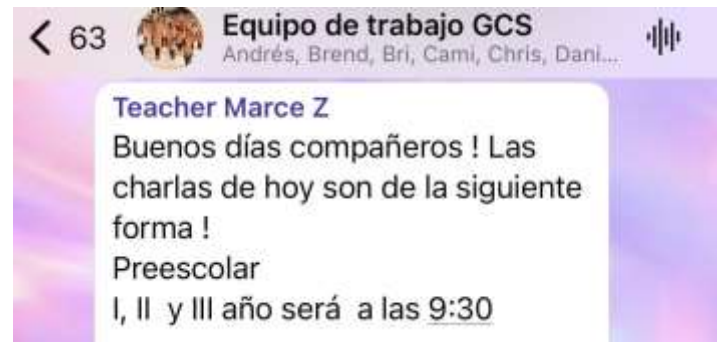 63
Equipo de trabajo GCS
Andrés, Brend, Bri, Cami, Chris, Dani...
Teacher Marce Z
Buenos días compañeros ! Las
charlas de hoy son de la siguiente
forma !
Preescolar
I, II y III año será a las 9:30